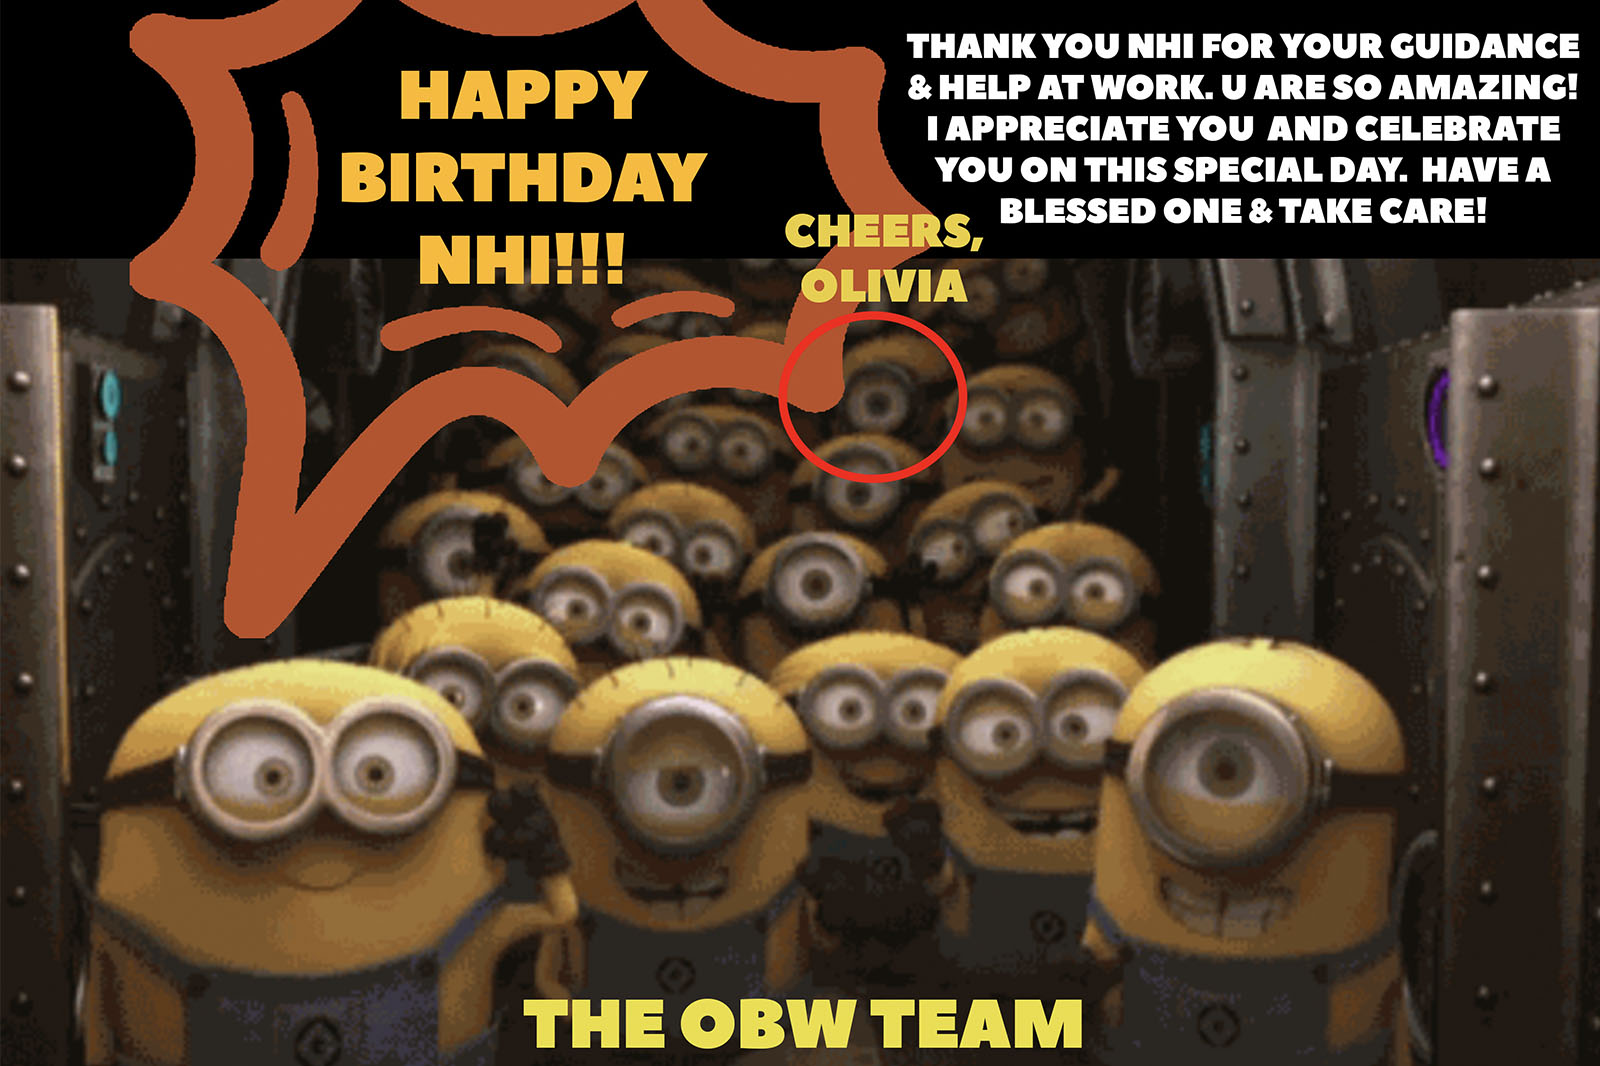 HAPPY
BIRTHDAY
NHI!!!
THANK YOU NHI FOR YOUR GUIDANCE
& HELP AT WORK. U ARE SO AMAZING!
I APPRECIATE YOU AND CELEBRATE
YOU ON THIS SPECIAL DAY. HAVE A
BLESSED ONE & TAKE CARE!
CHEERS,
OLIVIA
THE OBW TEAM